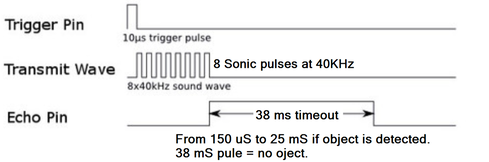 Trigger Pin
10µs trigger pulse
Transmit Wave
8 Sonic pulses at 40KHz
8x40kHz sound wave
38 ms timeout
Echo Pin
From 150 uS to 25 mS if object is detected.
38 mS pule = no oject.